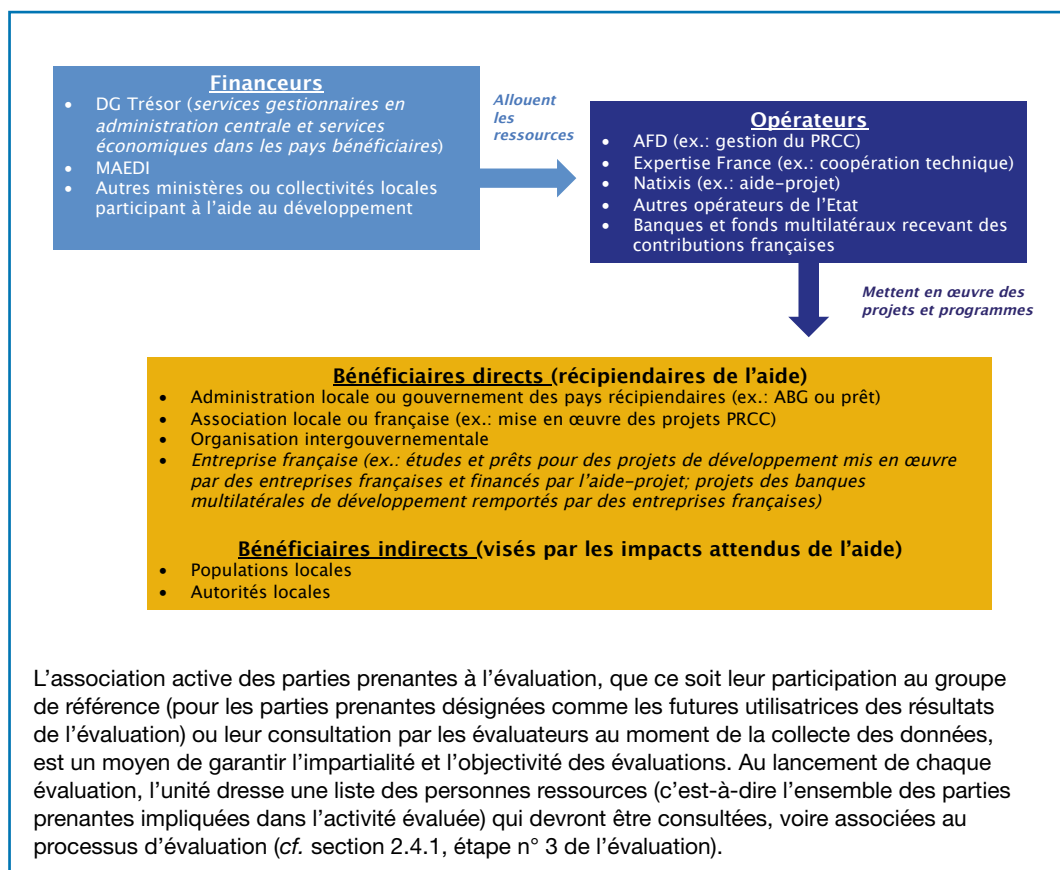 Financeurs
• DG Trésor (services gestionnaires en
administration centrale et services
économiques dans les pays bénéficiaires)
• MAEDI
• Autres ministères ou collectivités locales
participant à l’aide au développement
Allouent
les
ressources
Opérateurs
• AFD (ex.: gestion du PRCC)
• Expertise France (ex.: coopération technique)
• Natixis (ex.: aide-projet)
• Autres opérateurs de l’Etat
• Banques et fonds multilatéraux recevant des
contributions françaises
Mettent en œuvre des
projets et programmes
Bénéficiaires directs (récipiendaires de l’aide)
• Administration locale ou gouvernement des pays récipiendaires (ex.: ABG ou prêt)
• Association locale ou française (ex.: mise en œuvre des projets PRCC)
• Organisation intergouvernementale
• Entreprise française (ex.: études et prêts pour des projets de développement mis en œuvre
par des entreprises françaises et financés par l’aide-projet; projets des banques
multilatérales de développement remportés par des entreprises françaises)
Bénéficiaires indirects (visés par les impacts attendus de l’aide)
• Populations locales
• Autorités locales
L’association active des parties prenantes à l’évaluation, que ce soit leur participation au groupe
de référence (pour les parties prenantes désignées comme les futures utilisatrices des résultats
de l’évaluation) ou leur consultation par les évaluateurs au moment de la collecte des données,
est un moyen de garantir l’impartialité et l’objectivité des évaluations. Au lancement de chaque
évaluation, l’unité dresse une liste des personnes ressources (c’est-à-dire l’ensemble des parties
prenantes impliquées dans l’activité évaluée) qui devront être consultées, voire associées au
processus d’évaluation (cf. section 2.4.1, étape n° 3 de l’évaluation).